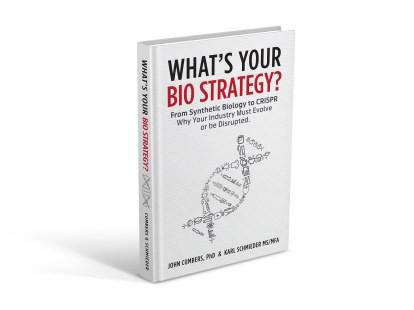 WHAT'S YOUR
BIO STRATEGY?
From Synthetic Biology to CRISPR
Why Your Industry Must Evolve
or be Disrupted.
JOHN CUMBERS, PhD & KARL SCHMIEDER MS/MFA
WHAT'S YOUR BIO STRATEGY?
CUMBERS & SCHMIEDER